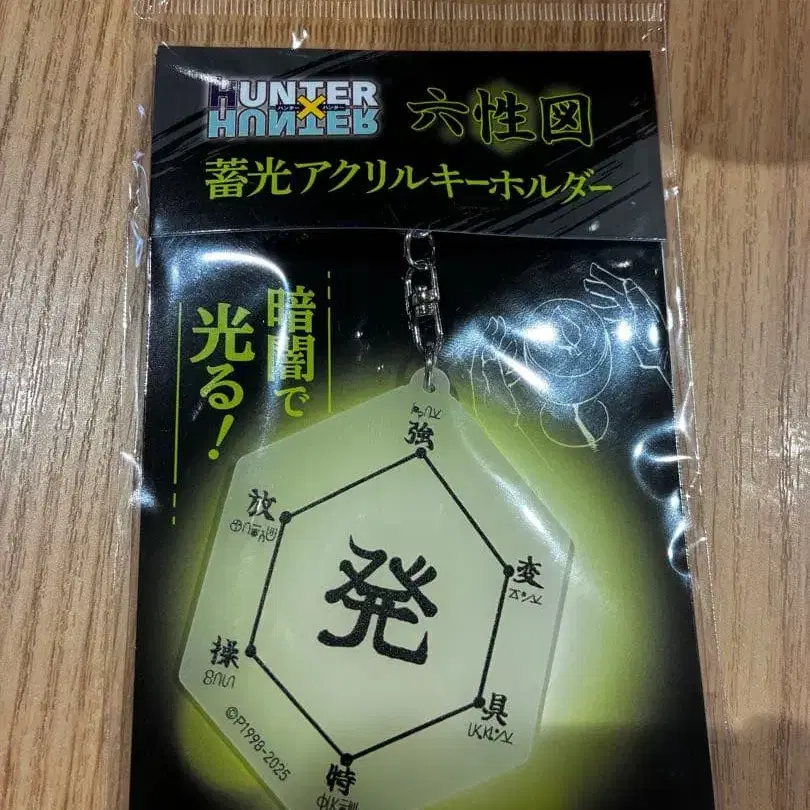 HUNTER
ハンター×ハンター
HUNTER
六性図
蓄光アクリルキーホルダー
暗闇で
光る！
強
放
変
発
操
具
特
©P1998-2025